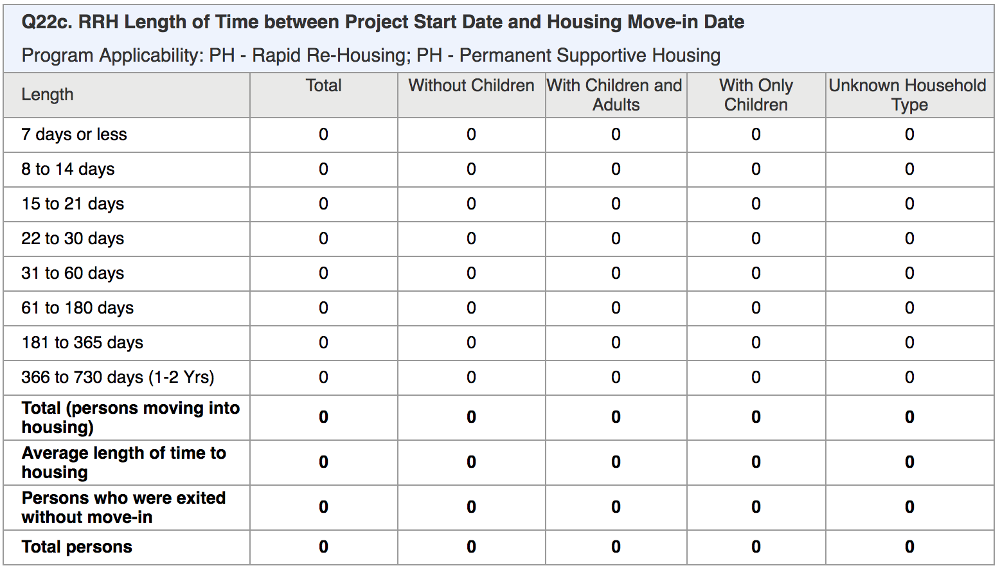 Q22c. RRH Length of Time between Project Start Date and Housing Move-in Date
Program Applicability: PH - Rapid Re-Housing; PH - Permanent Supportive Housing
Length Total Without Children With Children and Adults With Only Children Unknown Household Type
7 days or less 0 0 0 0 0
8 to 14 days 0 0 0 0 0
15 to 21 days 0 0 0 0 0
22 to 30 days 0 0 0 0 0
31 to 60 days 0 0 0 0 0
61 to 180 days 0 0 0 0 0
181 to 365 days 0 0 0 0 0
366 to 730 days (1-2 Yrs) 0 0 0 0 0
Total (persons moving into housing) 0 0 0 0 0
Average length of time to housing 0 0 0 0 0
Persons who were exited without move-in 0 0 0 0 0
Total persons 0 0 0 0 0